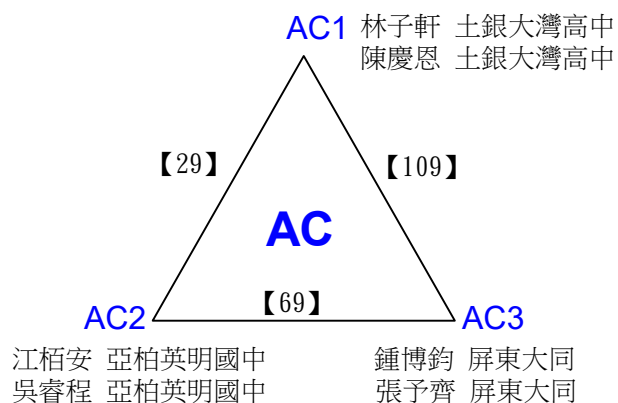 AC1 林子軒 土銀大灣高中
陳慶恩 土銀大灣高中
【29】 【109】
AC
【69】
AC2 AC3
江栢安 亞柏英明國中 鍾博鈞 屏東大同
吳睿程 亞柏英明國中 張予齊 屏東大同